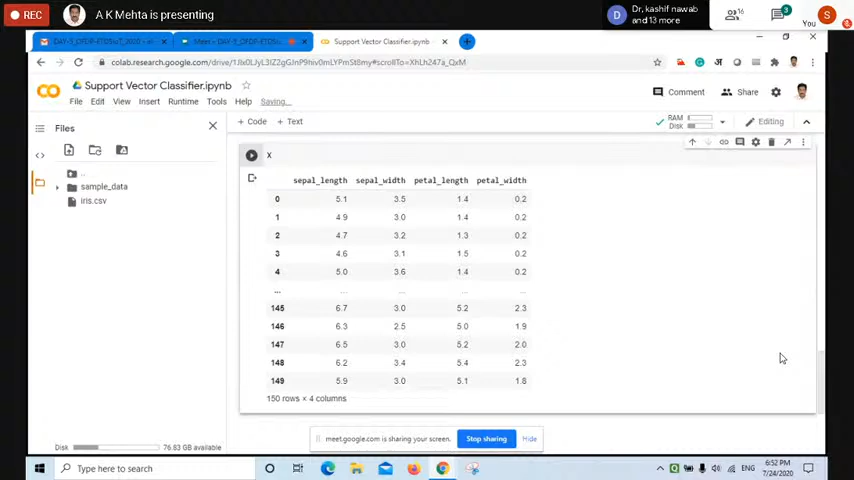 REC
A K Mehta is presenting
Dr, kashif nawab
and 13 more
16
3
You
S
D
Support Vector Classifier.ipynb
colab.research.google.com/drive/1Jlx0LJyL3IZ2gGJnP9hiv0mLYPmSt8my#scrollTo=XhLh247a_QxM
Support Vector Classifier.ipynb
Comment
Share
File Edit View Insert Runtime Tools Help Saving...
+ Code + Text
RAM
Disk
Editing
Files
..
sample_data
iris.csv
X
sepal_length sepal_width petal_length petal_width
0 5.1 3.5 1.4 0.2
1 4.9 3.0 1.4 0.2
2 4.7 3.2 1.3 0.2
3 4.6 3.1 1.5 0.2
4 5.0 3.6 1.4 0.2
... ... ... ... ...
145 6.7 3.0 5.2 2.3
146 6.3 2.5 5.0 1.9
147 6.5 3.0 5.2 2.0
148 6.2 3.4 5.4 2.3
149 5.9 3.0 5.1 1.8
150 rows × 4 columns
meet.google.com is sharing your screen. Stop sharing Hide
Disk 76.83 GB available
Type here to search
ENG
6:52 PM
7/24/2020